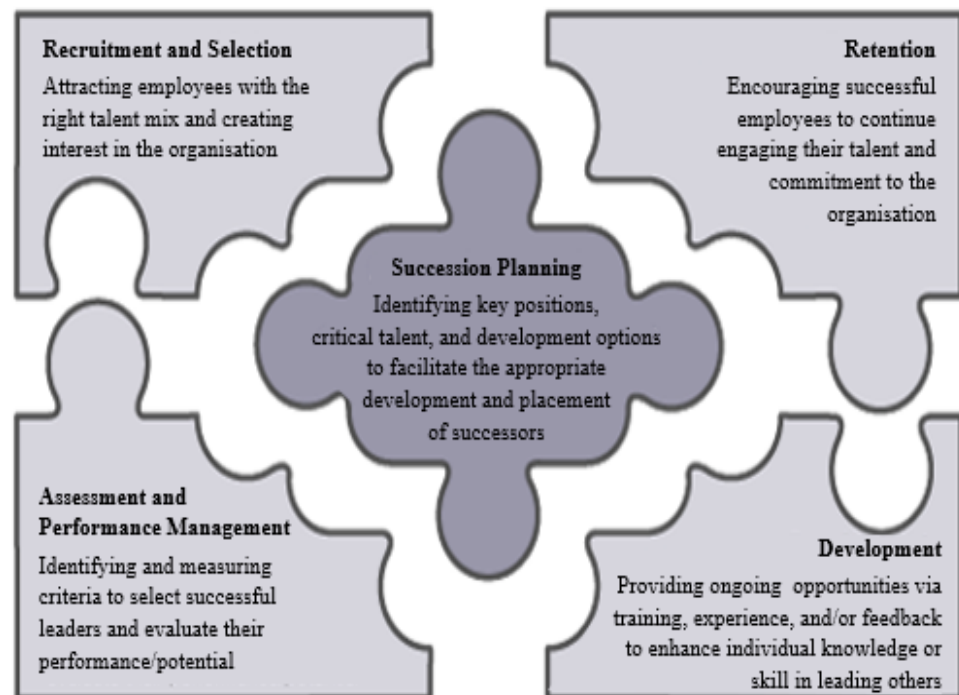 Recruitment and Selection
Attracting employees with the
right talent mix and creating
interest in the organisation
Retention
Encouraging successful
employees to continue
engaging their talent and
commitment to the
organisation
Succession Planning
Identifying key positions,
critical talent, and development options
to facilitate the appropriate
development and placement
of successors
Assessment and
Performance Management
Identifying and measuring
criteria to select successful
leaders and evaluate their
performance/potential
Development
Providing ongoing opportunities via
training, experience, and/or feedback
to enhance individual knowledge or
skill in leading others